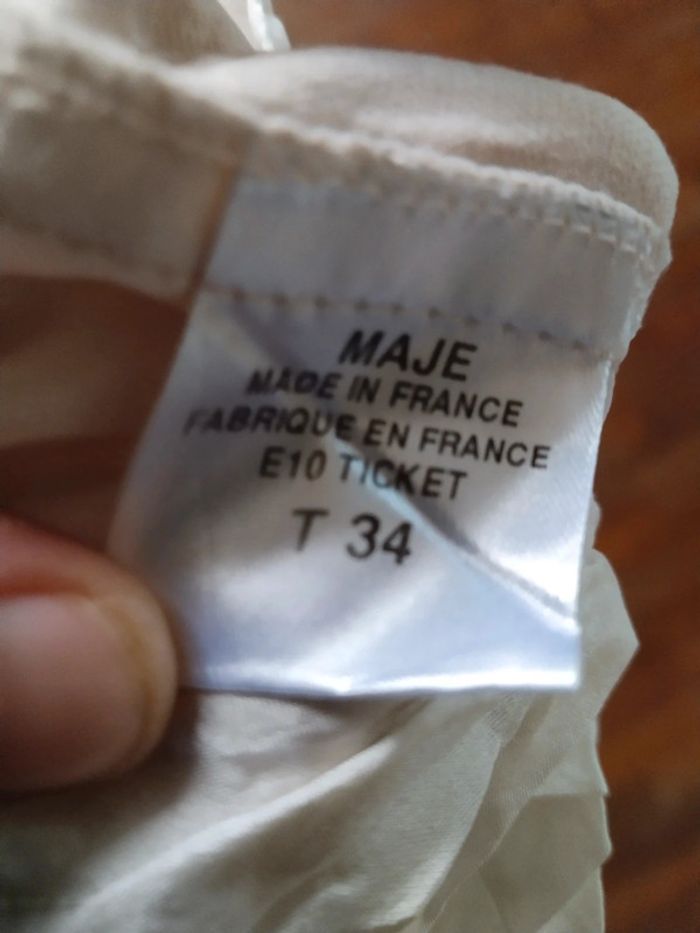 MAJE
MADE IN FRANCE
FABRIQUE EN FRANCE
E10 TICKET
T 34